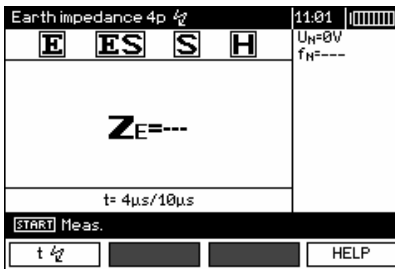 Earth impedance 4p 11:01
E ES S H
UN=0V
fN=---
ZE=---
t= 4µs/10µs
START Meas.
t HELP